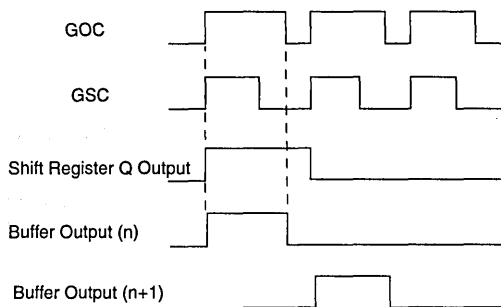 GOC
GSC
Shift Register Q Output
Buffer Output (n)
Buffer Output (n+1)